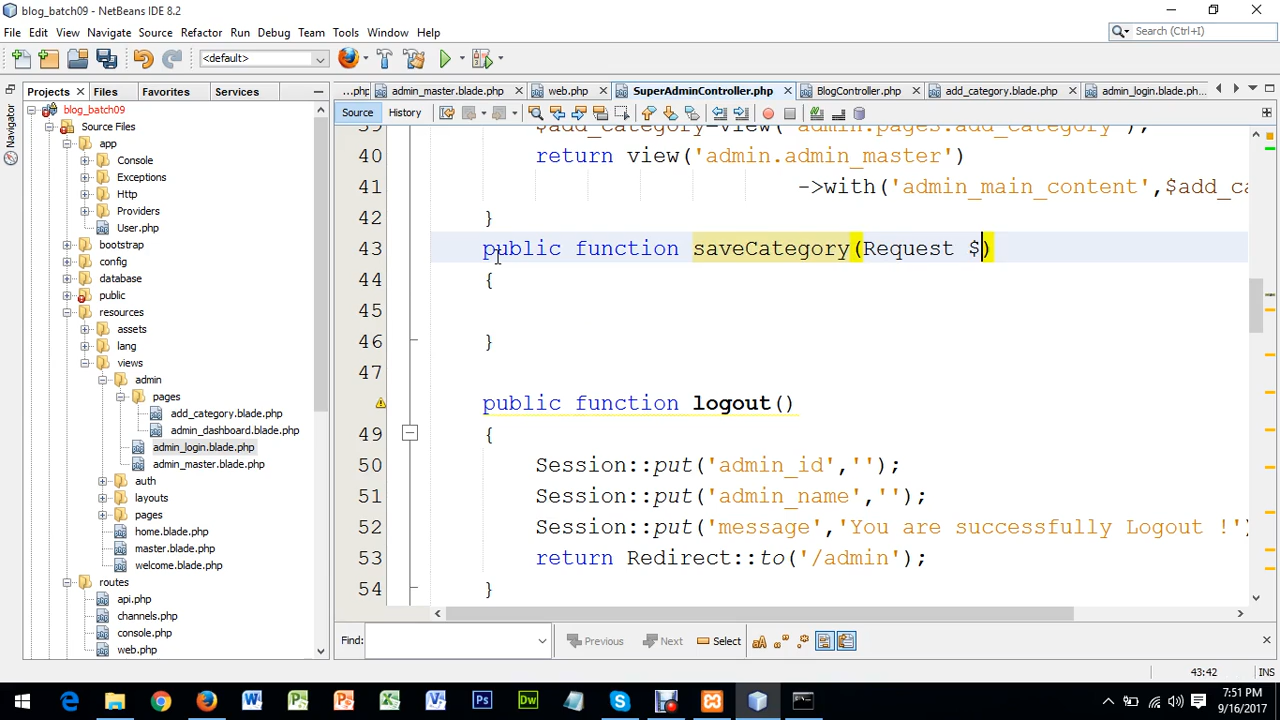 blog_batch09 - NetBeans IDE 8.2
File Edit View Navigate Source Refactor Run Debug Team Tools Window Help
Search (Ctrl+I)
<default>
Projects Files Favorites Services
...php admin_master.blade.php web.php SuperAdminController.php BlogController.php add_category.blade.php admin_login.blade.ph...
Navigator
Source History
blog_batch09
Source Files
app
Console
Exceptions
Http
Providers
User.php
bootstrap
config
database
public
resources
assets
lang
views
admin
pages
add_category.blade.php
admin_dashboard.blade.php
admin_login.blade.php
admin_master.blade.php
auth
layouts
pages
home.blade.php
master.blade.php
welcome.blade.php
routes
api.php
channels.php
console.php
web.php
39 $add_category=view('admin.pages.add_category');
40 return view('admin.admin_master')
41 ->with('admin_main_content',$add_ca
42 }
43 public function saveCategory(Request $)
44 {
45
46 }
47
public function logout()
49 {
50 Session::put('admin_id','');
51 Session::put('admin_name','');
52 Session::put('message','You are successfully Logout !')
53 return Redirect::to('/admin');
54 }
Find: Previous Next Select
43:42 INS
7:51 PM
9/16/2017